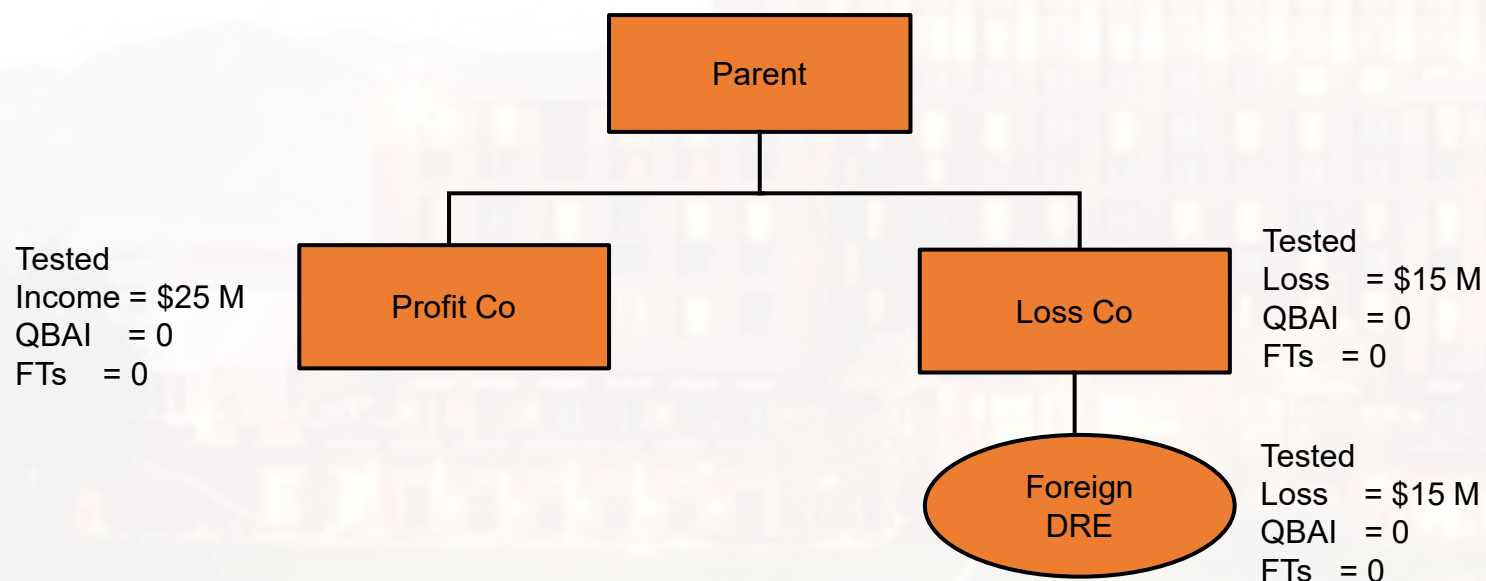 Parent
Tested
Income = $25 M
QBAI = 0
FTs = 0
Profit Co
Loss Co
Tested
Loss = $15 M
QBAI = 0
FTs = 0
Foreign
DRE
Tested
Loss = $15 M
QBAI = 0
FTs = 0